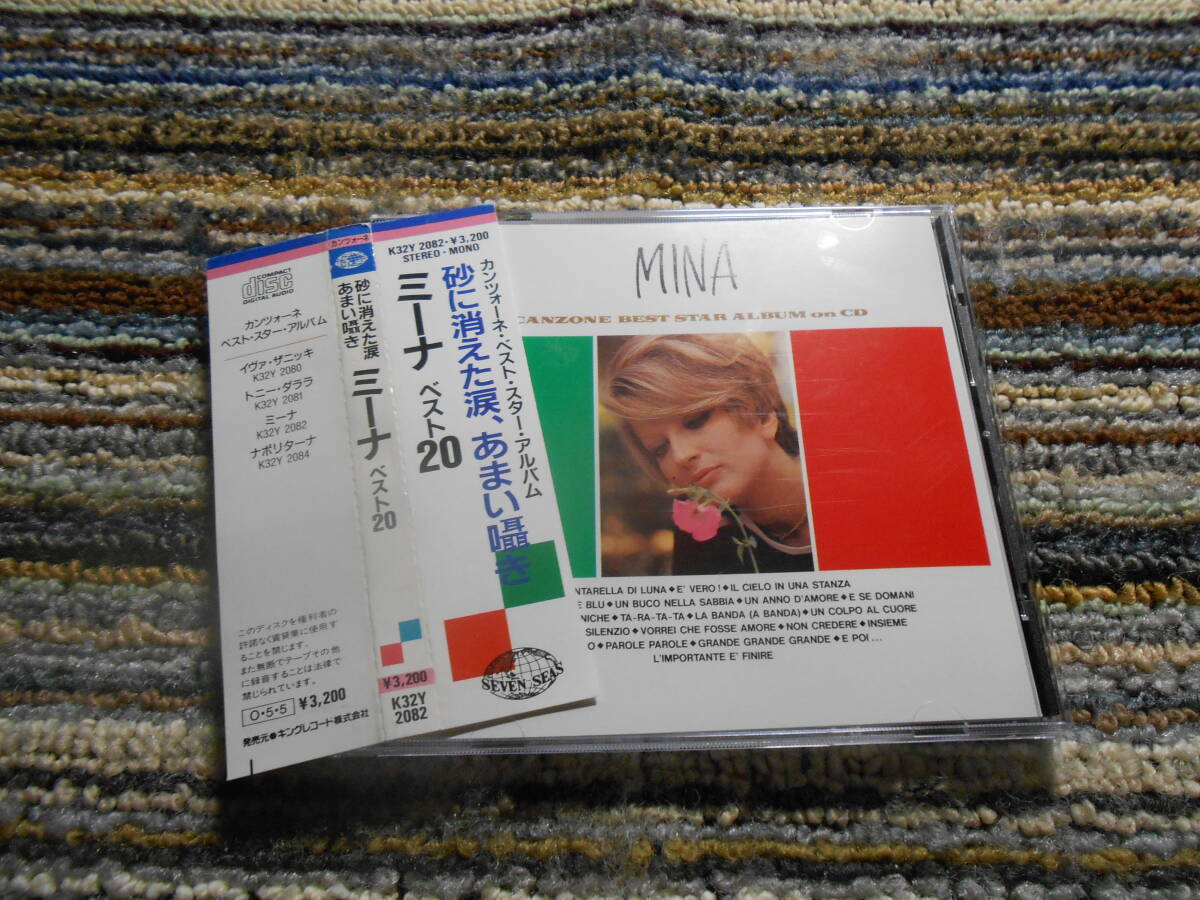 COMPACT
disc
DIGITAL AUDIO
カンツォーネ
ベスト・スター・アルバム
イヴァ・ザニッキ
K32Y 2080
トニー・ダララ
K32Y 2081
ミーナ
K32Y 2082
ナポリターナ
K32Y 2084
このディスクを権利者の
許諾なく賃貸業に使用す
ることを禁じます。
また無断でテープその他
に録音することは法律で
禁じられています。
O・5・5 ¥3,200
発売元●キングレコード株式会社
カンツォーネ
砂に消えた涙
あまい囁き
ミーナ ベスト20
¥3,200
K32Y
2082
K32Y 2082・¥3,200
STEREO・MONO
カンツォーネ・ベスト・スター・アルバム
砂に消えた涙、あまい囁き
ミーナ ベスト20
SEVEN SEAS
MINA
CANZONE BEST STAR ALBUM on CD
NTARELLA DI LUNA◆E' VERO!◆IL CIELO IN UNA STANZA
E BLU◆UN BUCO NELLA SABBIA◆UN ANNO D'AMORE◆E SE DOMANI
NICHE◆TA-RA-TA-TA◆LA BANDA (A BANDA)◆UN COLPO AL CUORE
SILENZIO◆VORREI CHE FOSSE AMORE◆NON CREDERE◆INSIEME
O◆PAROLE PAROLE◆GRANDE GRANDE GRANDE◆E POI...
L'IMPORTANTE E' FINIRE